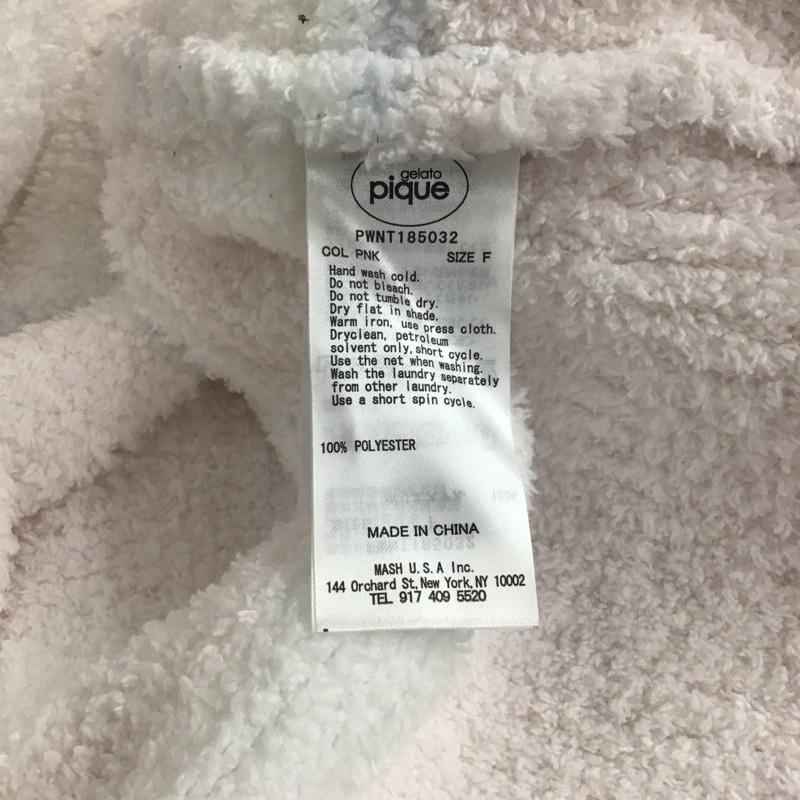 gelato
pique
PWNT185032
COL PNK SIZE F
Hand wash cold.
Do not bleach.
Do not tumble dry.
Dry flat in shade.
Warm iron, use press cloth.
Dryclean, petroleum
solvent only, short cycle.
Use the net when washing.
Wash the laundry separately
from other laundry.
Use a short spin cycle.
100% POLYESTER
MADE IN CHINA
MASH U.S.A Inc.
144 Orchard St, New York, NY 10002
TEL 917 409 5520